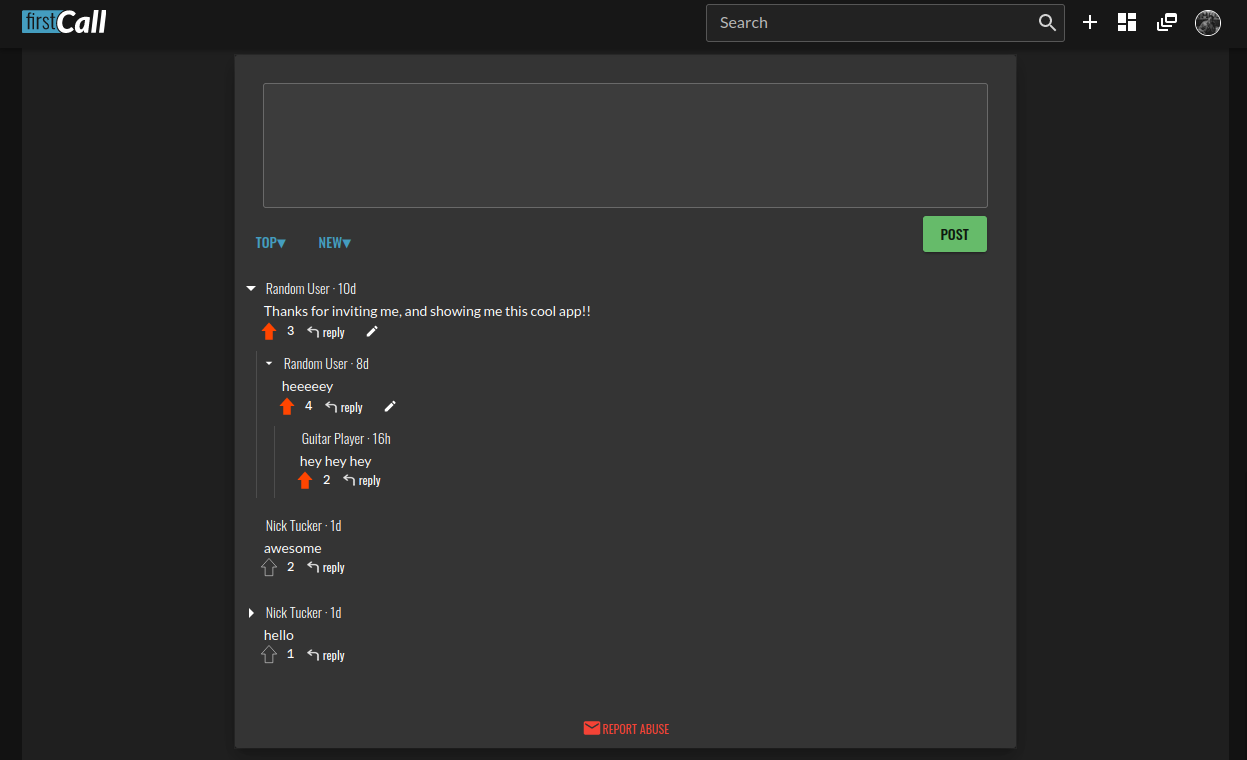 firstCall
Search
TOP▾ NEW▾ POST
Random User · 10d
Thanks for inviting me, and showing me this cool app!!
3 reply
Random User · 8d
heeeeey
4 reply
Guitar Player · 16h
hey hey hey
2 reply
Nick Tucker · 1d
awesome
2 reply
Nick Tucker · 1d
hello
1 reply
REPORT ABUSE